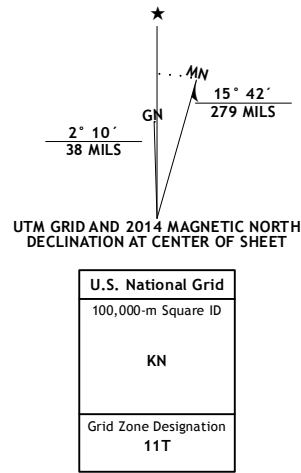 ★
MN
GN
15° 42´
279 MILS
2° 10´
38 MILS
UTM GRID AND 2014 MAGNETIC NORTH
DECLINATION AT CENTER OF SHEET
U.S. National Grid
100,000-m Square ID
KN
Grid Zone Designation
11T